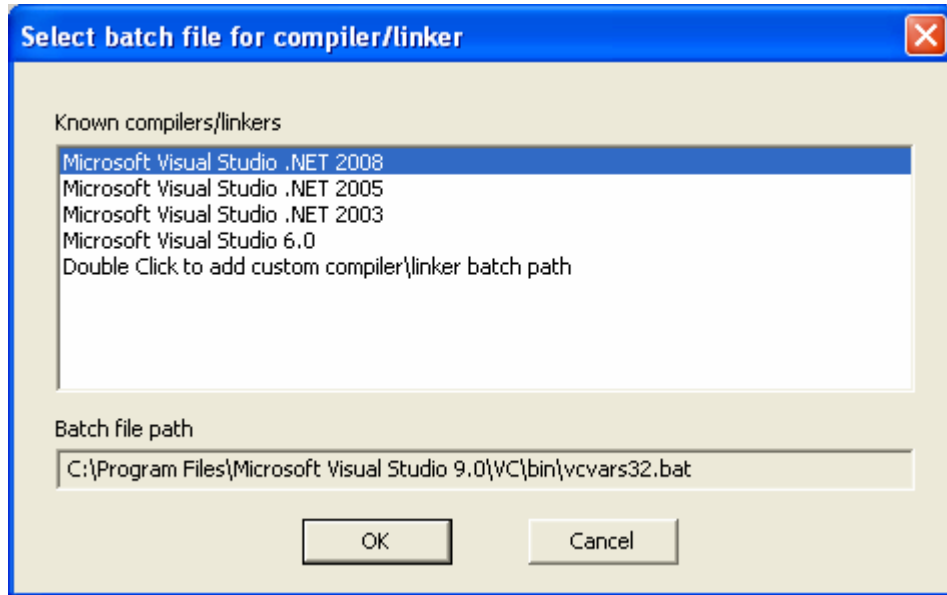 Select batch file for compiler/linker
Known compilers/linkers
Microsoft Visual Studio .NET 2008
Microsoft Visual Studio .NET 2005
Microsoft Visual Studio .NET 2003
Microsoft Visual Studio 6.0
Double Click to add custom compiler\linker batch path
Batch file path
C:\Program Files\Microsoft Visual Studio 9.0\VC\bin\vcvars32.bat
OK Cancel